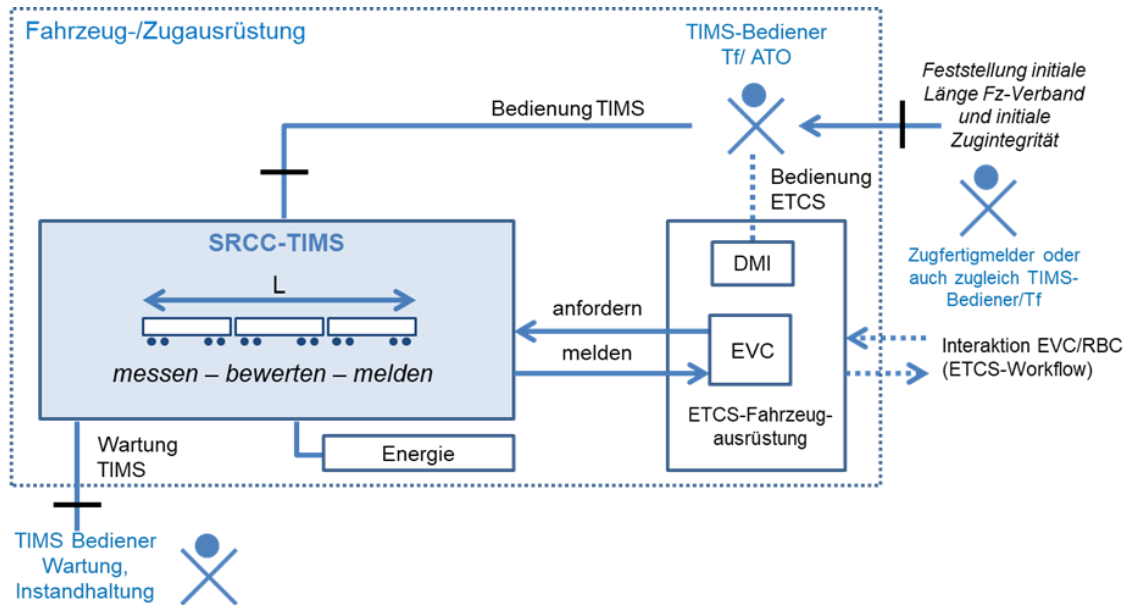 Fahrzeug-/Zugausrüstung
TIMS-Bediener
Tf/ ATO
Feststellung initiale
Länge Fz-Verband
und initiale
Zugintegrität
Bedienung TIMS
Bedienung
ETCS
Zugfertigmelder oder
auch zugleich TIMS-
Bediener/Tf
SRCC-TIMS
L
messen – bewerten – melden
DMI
anfordern
melden
EVC
Interaktion EVC/RBC
(ETCS-Workflow)
ETCS-Fahrzeug-
ausrüstung
Wartung
TIMS
Energie
TIMS Bediener
Wartung,
Instandhaltung